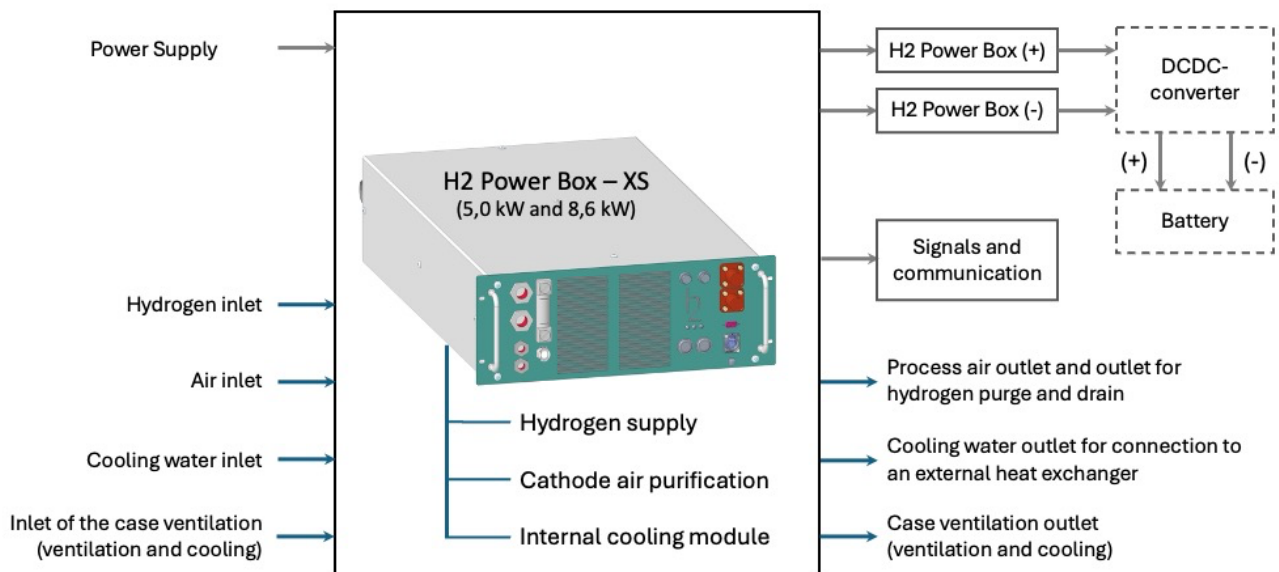 Power Supply
H2 Power Box (+)
H2 Power Box (-)
DCDC-
converter
(+)
(-)
Battery
H2 Power Box – XS
(5,0 kW and 8,6 kW)
Signals and
communication
Hydrogen inlet
Air inlet
Cooling water inlet
Inlet of the case ventilation
(ventilation and cooling)
Hydrogen supply
Cathode air purification
Internal cooling module
Process air outlet and outlet for
hydrogen purge and drain
Cooling water outlet for connection to
an external heat exchanger
Case ventilation outlet
(ventilation and cooling)